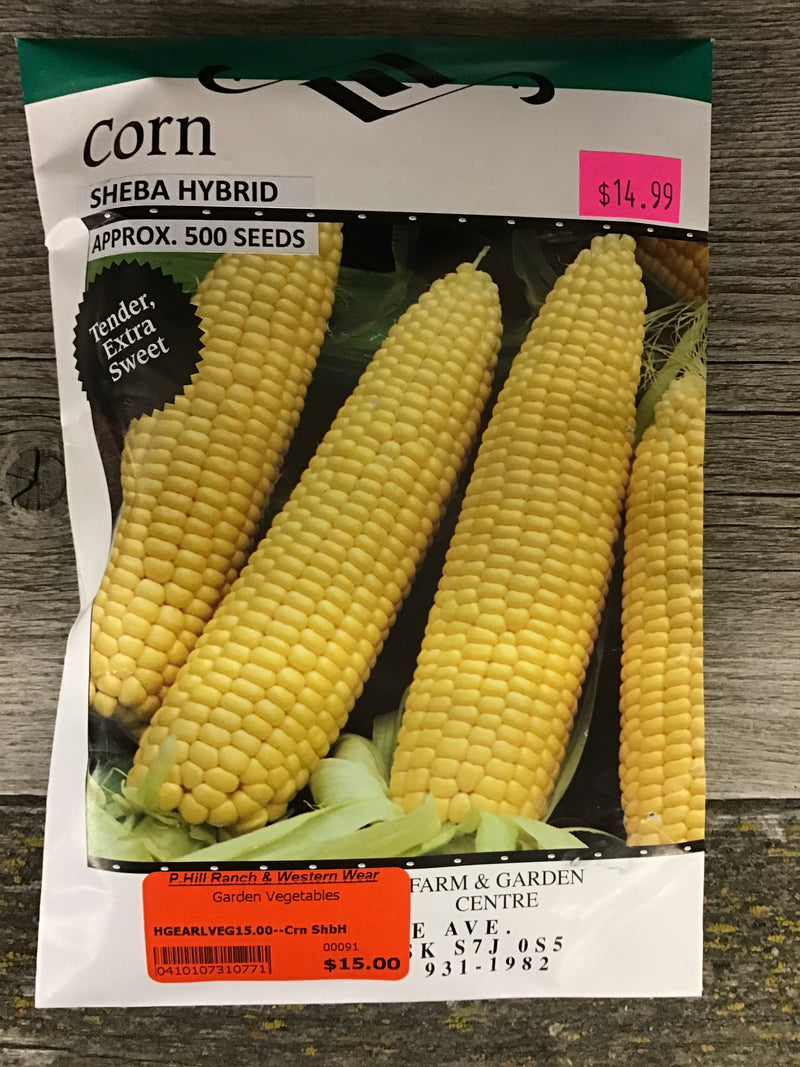 Corn
SHEBA HYBRID
$14.99
APPROX. 500 SEEDS
Tender,
Extra
Sweet
P.Hill Ranch & Western Wear
Garden Vegetables
HGEARLVEG15.00--Crn ShbH
00091
0410107310771
$15.00
FARM & GARDEN
CENTRE
E AVE.
SK S7J 0S5
931-1982